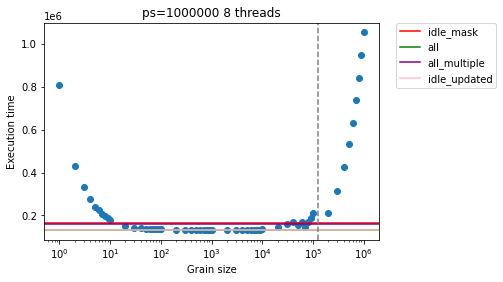 ps=1000000 8 threads
1e6
1.0
0.8
0.6
0.4
0.2
Execution time
10⁰
10¹
10²
10³
10⁴
10⁵
10⁶
Grain size
idle_mask
all
all_multiple
idle_updated